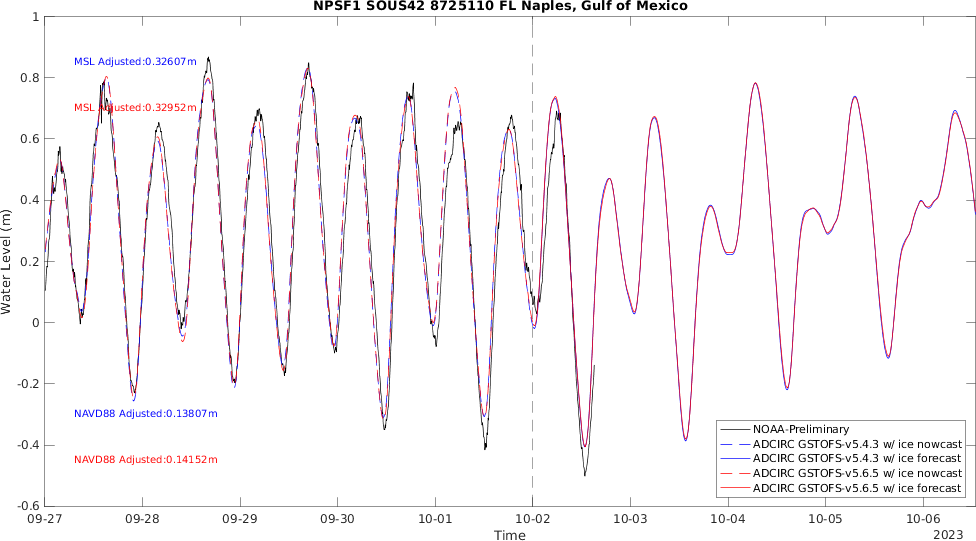 NPSF1 SOUS42 8725110 FL Naples, Gulf of Mexico
1
0.8
0.6
0.4
0.2
0
-0.2
-0.4
-0.6
Water Level (m)
MSL Adjusted:0.32607m
MSL Adjusted:0.32952m
NAVD88 Adjusted:0.13807m
NAVD88 Adjusted:0.14152m
NOAA-Preliminary
ADCIRC GSTOFS-v5.4.3 w/ ice nowcast
ADCIRC GSTOFS-v5.4.3 w/ ice forecast
ADCIRC GSTOFS-v5.6.5 w/ ice nowcast
ADCIRC GSTOFS-v5.6.5 w/ ice forecast
09-27 09-28 09-29 09-30 10-01 10-02 10-03 10-04 10-05 10-06
Time
2023